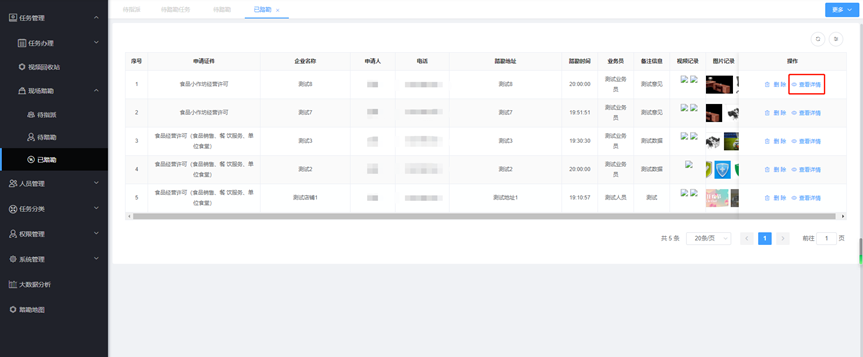 任务管理
任务办理
视频回收站
现场踏勘
待指派
待踏勘
已踏勘
人员管理
任务分类
权限管理
系统管理
大数据分析
踏勘地图
待指派 待踏勘任务 待踏勘 已踏勘 × 更多
序号 申请证件 企业名称 申请人 电话 踏勘地址 踏勘时间 业务员 备注信息 视频记录 图片记录 操作
1 食品小作坊经营许可 测试8 测试8 20:00:00 测试业务员 测试意见 删除 查看详情
2 食品小作坊经营许可 测试7 测试7 19:51:51 测试业务员 测试意见 删除 查看详情
3 食品经营许可（食品销售、餐 饮服务、单位食堂） 测试3 测试3 19:30:30 测试业务员 测试数据 删除 查看详情
4 食品经营许可（食品销售、餐 饮服务、单位食堂） 测试2 测试2 20:00:00 测试业务员 测试数据 删除 查看详情
5 食品经营许可（食品销售、餐 饮服务、单位食堂） 测试店铺1 测试地址1 19:10:57 测试人员 测试 删除 查看详情
共 5 条 20条/页 1 前往 1 页